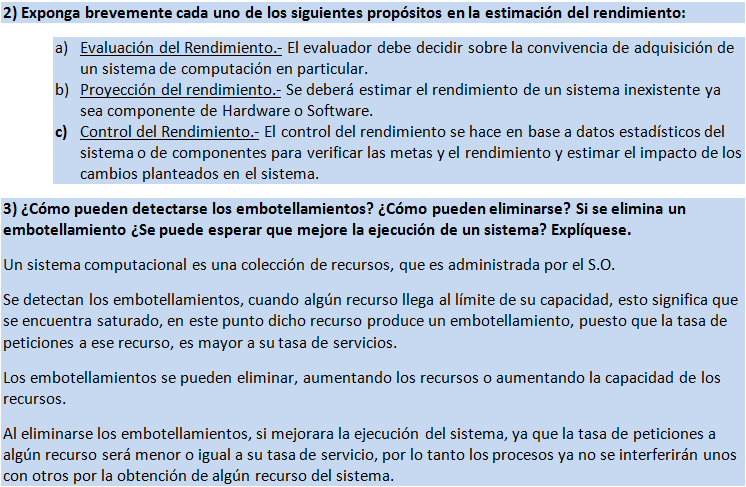 2) Exponga brevemente cada uno de los siguientes propósitos en la estimación del rendimiento:
a) Evaluación del Rendimiento.- El evaluador debe decidir sobre la convivencia de adquisición de
un sistema de computación en particular.
b) Proyección del rendimiento.- Se deberá estimar el rendimiento de un sistema inexistente ya
sea componente de Hardware o Software.
c) Control del Rendimiento.- El control del rendimiento se hace en base a datos estadísticos del
sistema o de componentes para verificar las metas y el rendimiento y estimar el impacto de los
cambios planteados en el sistema.
3) ¿Cómo pueden detectarse los embotellamientos? ¿Cómo pueden eliminarse? Si se elimina un
embotellamiento ¿Se puede esperar que mejore la ejecución de un sistema? Explíquese.
Un sistema computacional es una colección de recursos, que es administrada por el S.O.
Se detectan los embotellamientos, cuando algún recurso llega al límite de su capacidad, esto significa que
se encuentra saturado, en este punto dicho recurso produce un embotellamiento, puesto que la tasa de
peticiones a ese recurso, es mayor a su tasa de servicios.
Los embotellamientos se pueden eliminar, aumentando los recursos o aumentando la capacidad de los
recursos.
Al eliminarse los embotellamientos, si mejorara la ejecución del sistema, ya que la tasa de peticiones a
algún recurso será menor o igual a su tasa de servicio, por lo tanto los procesos ya no se interferirán unos
con otros por la obtención de algún recurso del sistema.